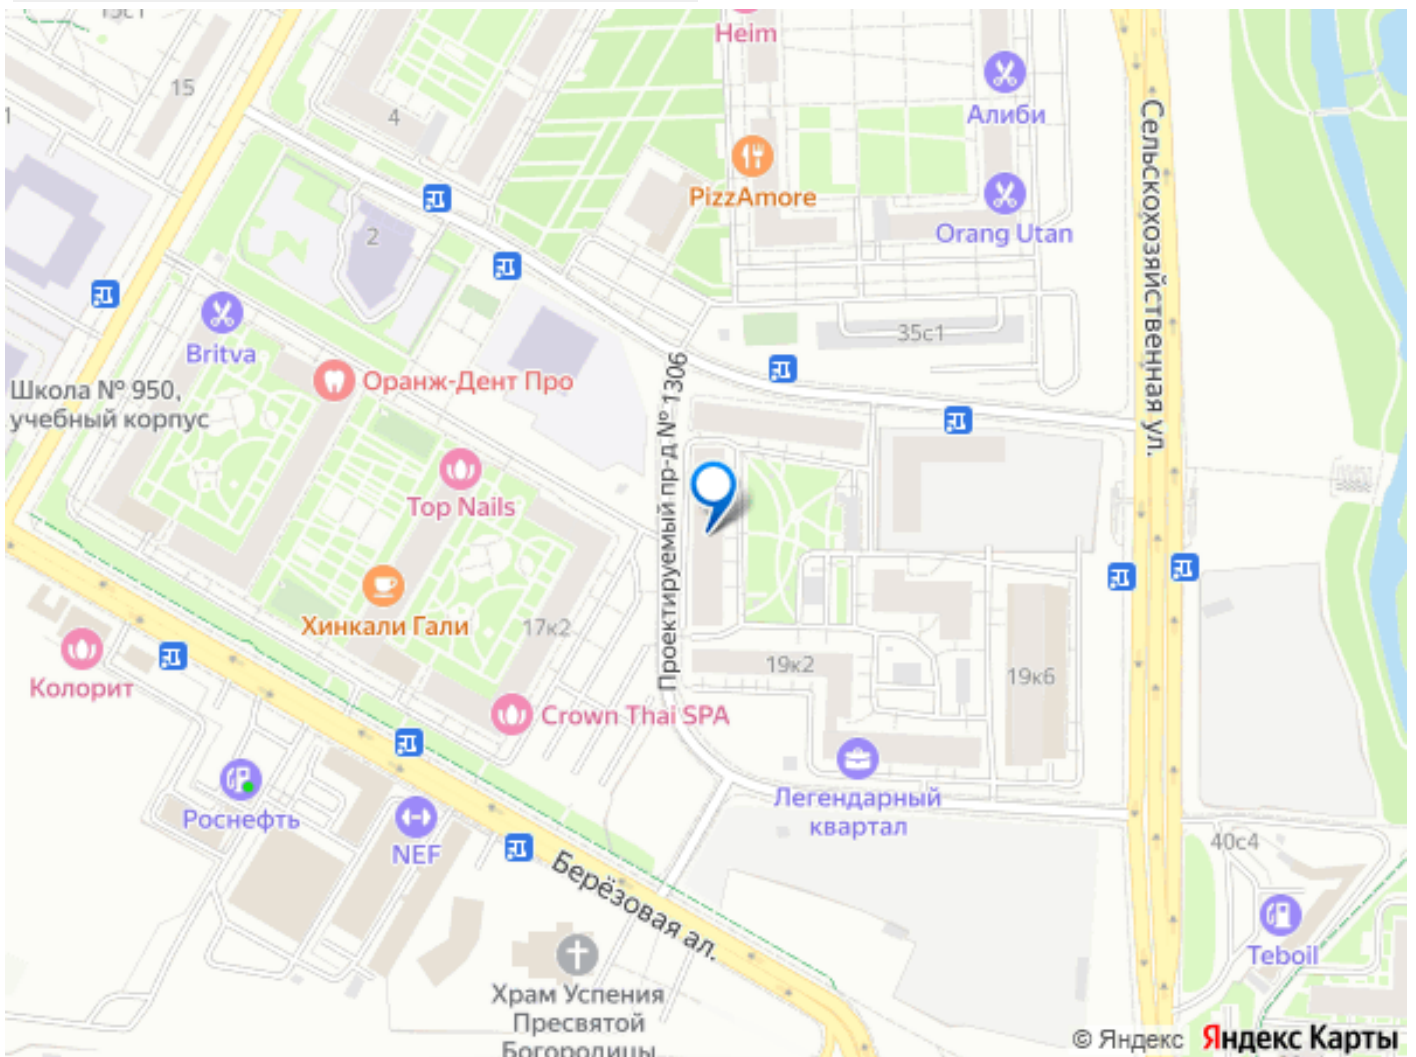 Heim
15
4
Алиби
PizzAmore
Orang Utan
2
Сельскохозяйственная ул.
35с1
Britva
Оранж-Дент Про
Школа № 950,
учебный корпус
Проектируемый пр-д № 1306
Top Nails
Хинкали Гали
17к2
19к2
19к6
Колорит
Crown Thai SPA
Роснефть
Легендарный
квартал
NEF
Берёзовая ал.
40с4
Teboil
Храм Успения
Пресвятой
Богородицы
© Яндекс Яндекс Карты